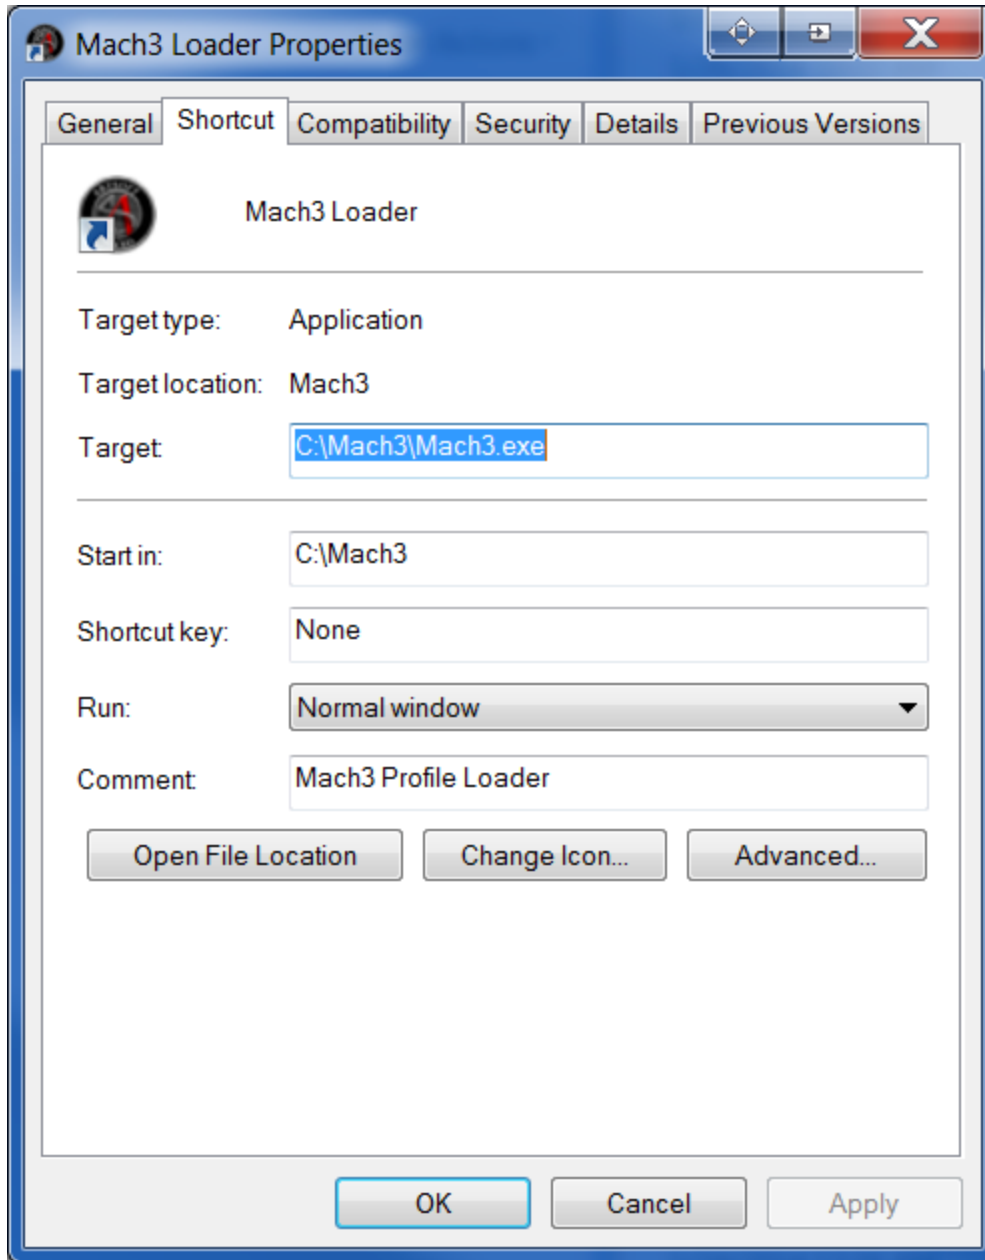 Mach3 Loader Properties
General Shortcut Compatibility Security Details Previous Versions
Mach3 Loader
Target type: Application
Target location: Mach3
Target: C:\Mach3\Mach3.exe
Start in: C:\Mach3
Shortcut key: None
Run: Normal window
Comment: Mach3 Profile Loader
Open File Location Change Icon... Advanced...
OK Cancel Apply